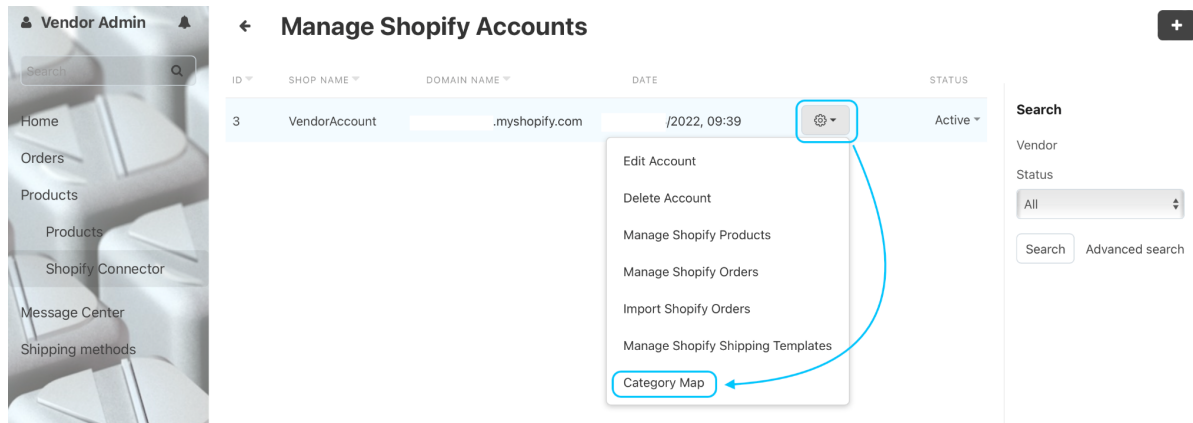 Vendor Admin
Search
Home
Orders
Products
Products
Shopify Connector
Message Center
Shipping methods
Manage Shopify Accounts
+
ID SHOP NAME DOMAIN NAME DATE STATUS
3 VendorAccount .myshopify.com /2022, 09:39 Active
Edit Account
Delete Account
Manage Shopify Products
Manage Shopify Orders
Import Shopify Orders
Manage Shopify Shipping Templates
Category Map
Search
Vendor
Status
All
Search Advanced search